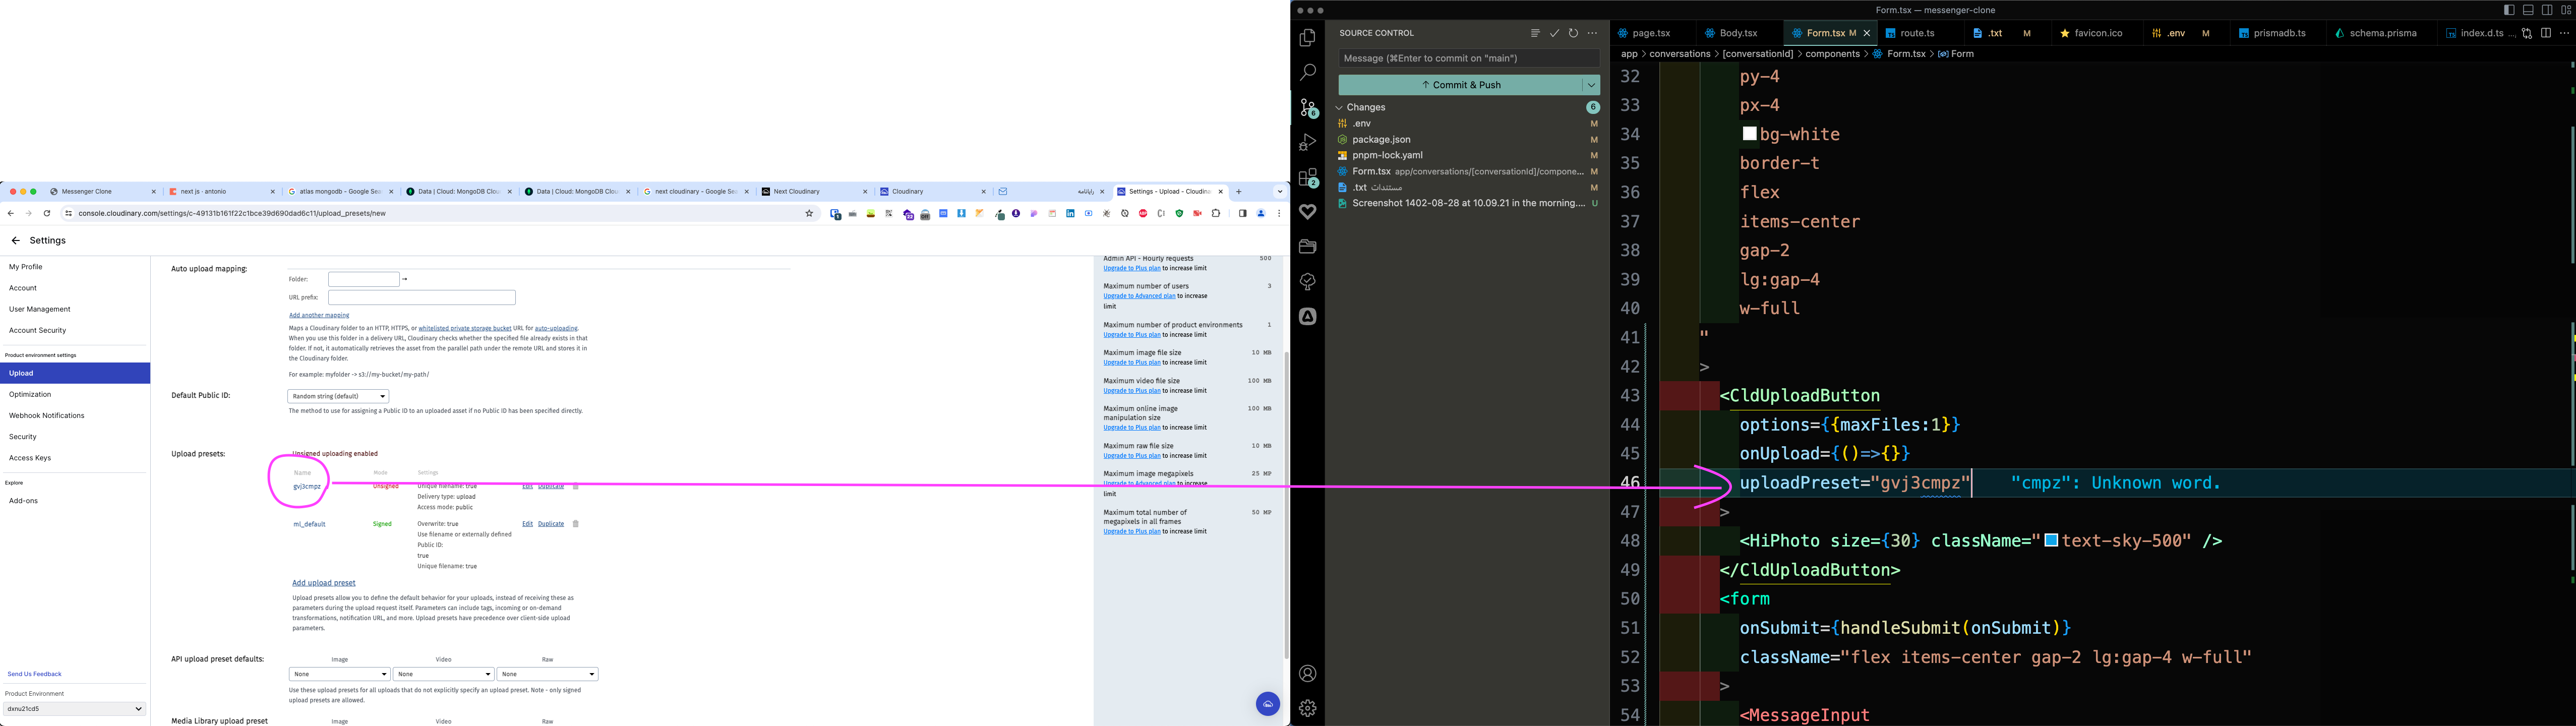 Messenger Clone
next js - antonio
atlas mongodb - Google Sea
Data | Cloud: MongoDB Clou
Data | Cloud: MongoDB Clou
next cloudinary - Google Sea
Next Cloudinary
Cloudinary
رایانامه
Settings - Upload - Cloudina
console.cloudinary.com/settings/c-49131b161f22c1bce39d690dad6c11/upload_presets/new
Settings
My Profile
Account
User Management
Account Security
Product environment settings
Upload
Optimization
Webhook Notifications
Security
Access Keys
Explore
Add-ons
Send Us Feedback
Product Environment
dxnu21cd5
Auto upload mapping:
Folder:
URL prefix:
Add another mapping
Maps a Cloudinary folder to an HTTP, HTTPS, or whitelisted private storage bucket URL for auto-uploading.
When you use this folder in a delivery URL, Cloudinary checks whether the specified file already exists in that
folder. If not, it automatically retrieves the asset from the parallel path under the remote URL and stores it in
the Cloudinary folder.
For example: myfolder -> s3://my-bucket/my-path/
Default Public ID:
Random string (default)
The method to use for assigning a Public ID to an uploaded asset if no Public ID has been specified directly.
Upload presets:
Unsigned uploading enabled
Name Mode Settings
gvj3cmpz Unsigned Unique filename: true Edit Duplicate
Delivery type: upload
Access mode: public
ml_default Signed Overwrite: true Edit Duplicate
Use filename or externally defined
Public ID:
true
Unique filename: true
Add upload preset
Upload presets allow you to define the default behavior for your uploads, instead of receiving these as
parameters during the upload request itself. Parameters can include tags, incoming or on-demand
transformations, notification URL, and more. Upload presets have precedence over client-side upload
parameters.
API upload preset defaults:
Image Video Raw
None None None
Use these upload presets for all uploads that do not explicitly specify an upload preset. Note - only signed
upload presets are allowed.
Media Library upload preset
Image Video Raw
Admin API - Hourly requests 500
Upgrade to Plus plan to increase limit
Maximum number of users 3
Upgrade to Advanced plan to increase
limit
Maximum number of product environments 1
Upgrade to Plus plan to increase limit
Maximum image file size 10 MB
Upgrade to Plus plan to increase limit
Maximum video file size 100 MB
Upgrade to Plus plan to increase limit
Maximum online image 100 MB
manipulation size
Upgrade to Plus plan to increase limit
Maximum raw file size 10 MB
Upgrade to Plus plan to increase limit
Maximum image megapixels 25 MP
Upgrade to Advanced plan to increase
limit
Maximum total number of 50 MP
megapixels in all frames
Upgrade to Plus plan to increase limit
Form.tsx — messenger-clone
SOURCE CONTROL
Message (⌘Enter to commit on "main")
↑ Commit & Push
Changes 6
.env M
package.json M
pnpm-lock.yaml M
Form.tsx app/conversations/[conversationId]/compone... M
.txt مستندات M
Screenshot 1402-08-28 at 10.09.21 in the morning.... U
6
2
page.tsx
Body.tsx
Form.tsx M
route.ts
.txt M
favicon.ico
.env M
prismadb.ts
schema.prisma
index.d.ts ...
app > conversations > [conversationId] > components > Form.tsx > Form
32 py-4
33 px-4
34 bg-white
35 border-t
36 flex
37 items-center
38 gap-2
39 lg:gap-4
40 w-full
41 "
42 >
43 <CldUploadButton
44 options={{maxFiles:1}}
45 onUpload={()=>{}}
46 uploadPreset="gvj3cmpz" "cmpz": Unknown word.
47 >
48 <HiPhoto size={30} className="text-sky-500" />
49 </CldUploadButton>
50 <form
51 onSubmit={handleSubmit(onSubmit)}
52 className="flex items-center gap-2 lg:gap-4 w-full"
53 >
54 <MessageInput